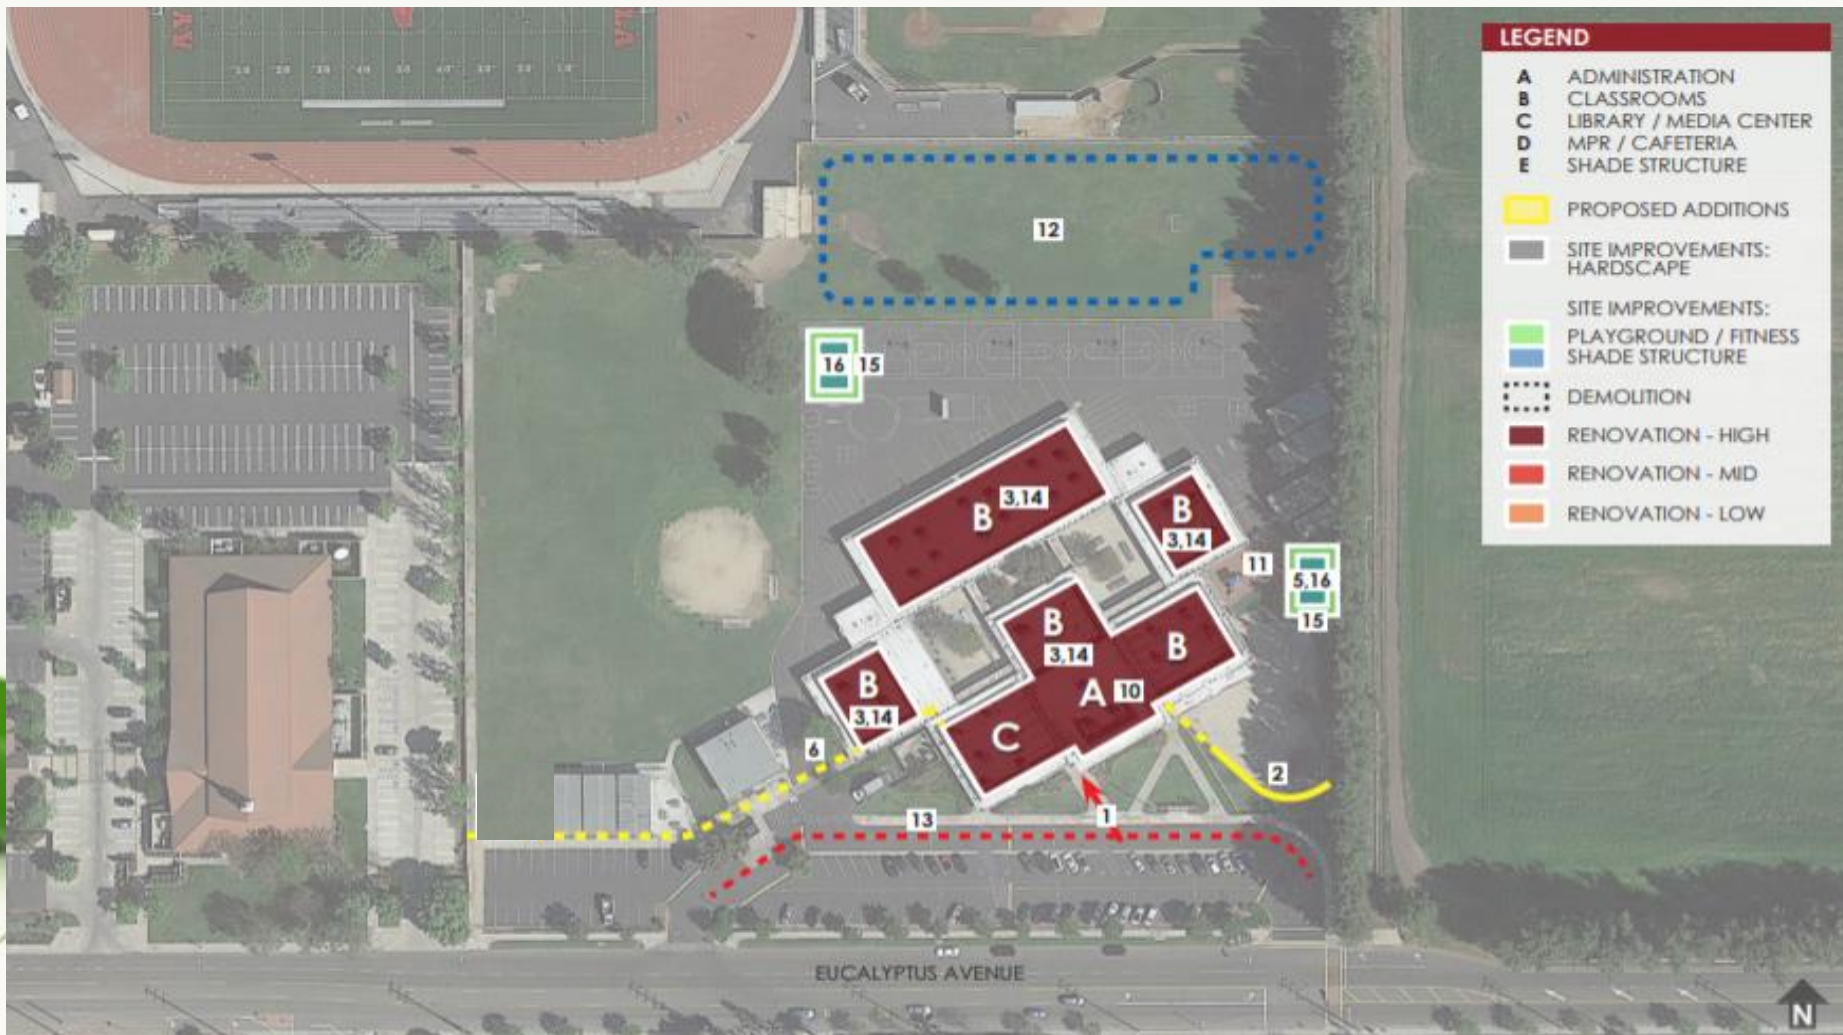 LEGEND
A ADMINISTRATION
B CLASSROOMS
C LIBRARY / MEDIA CENTER
D MPR / CAFETERIA
E SHADE STRUCTURE
PROPOSED ADDITIONS
SITE IMPROVEMENTS:
HARDSCAPE
SITE IMPROVEMENTS:
PLAYGROUND / FITNESS
SHADE STRUCTURE
DEMOLITION
RENOVATION - HIGH
RENOVATION - MID
RENOVATION - LOW
12
16 15
B 3,14
B
3,14
11
5,16
15
B
3,14
B
B
3,14
A 10
C
6
2
1
13
EUCALYPTUS AVENUE
N